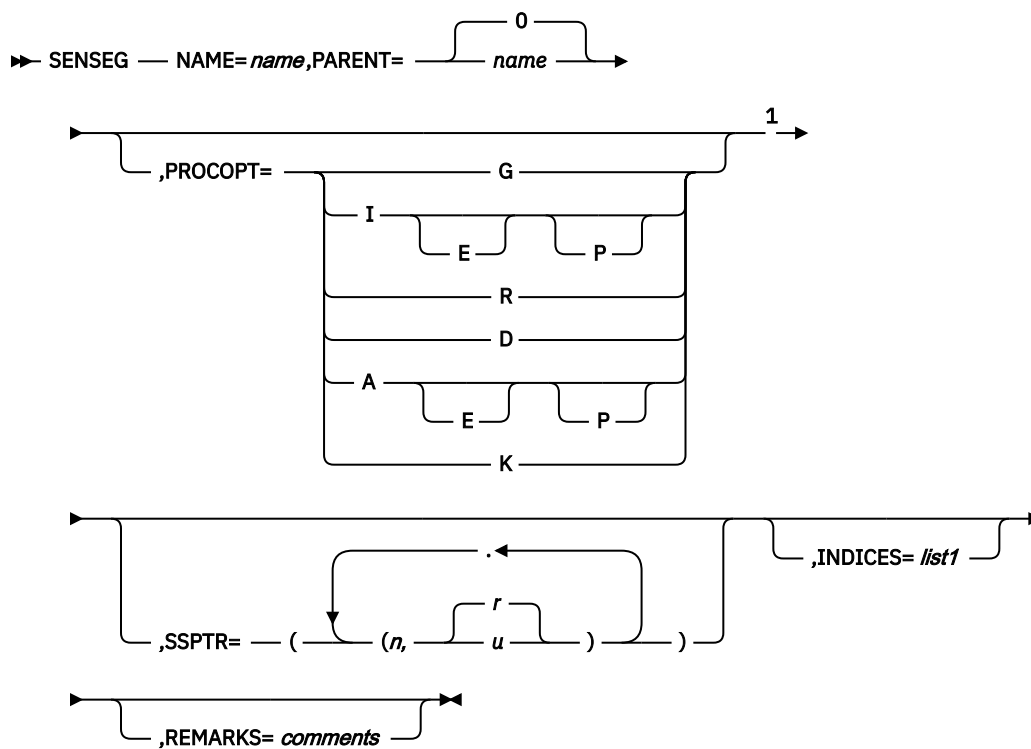 0
SENSEG NAME=name,PARENT= name
1
,PROCOPT= G
I
E P
R
D
A
E P
K
.
,INDICES=list1
r
,SSPTR= ( (n, u ) )
,REMARKS=comments